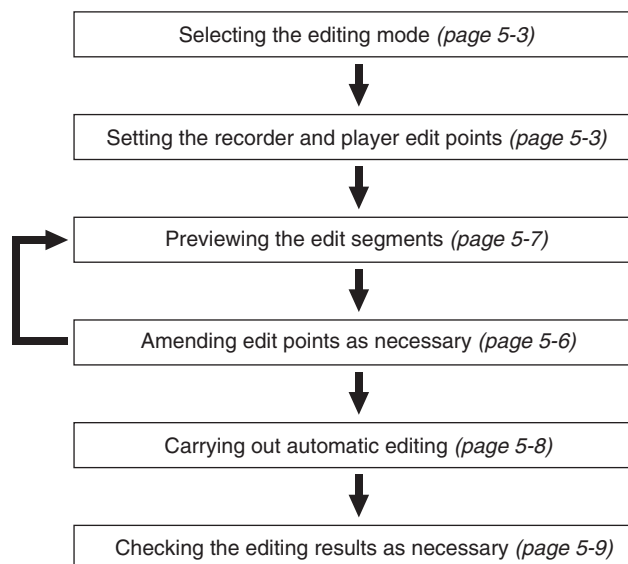 Selecting the editing mode (page 5-3)
Setting the recorder and player edit points (page 5-3)
Previewing the edit segments (page 5-7)
Amending edit points as necessary (page 5-6)
Carrying out automatic editing (page 5-8)
Checking the editing results as necessary (page 5-9)